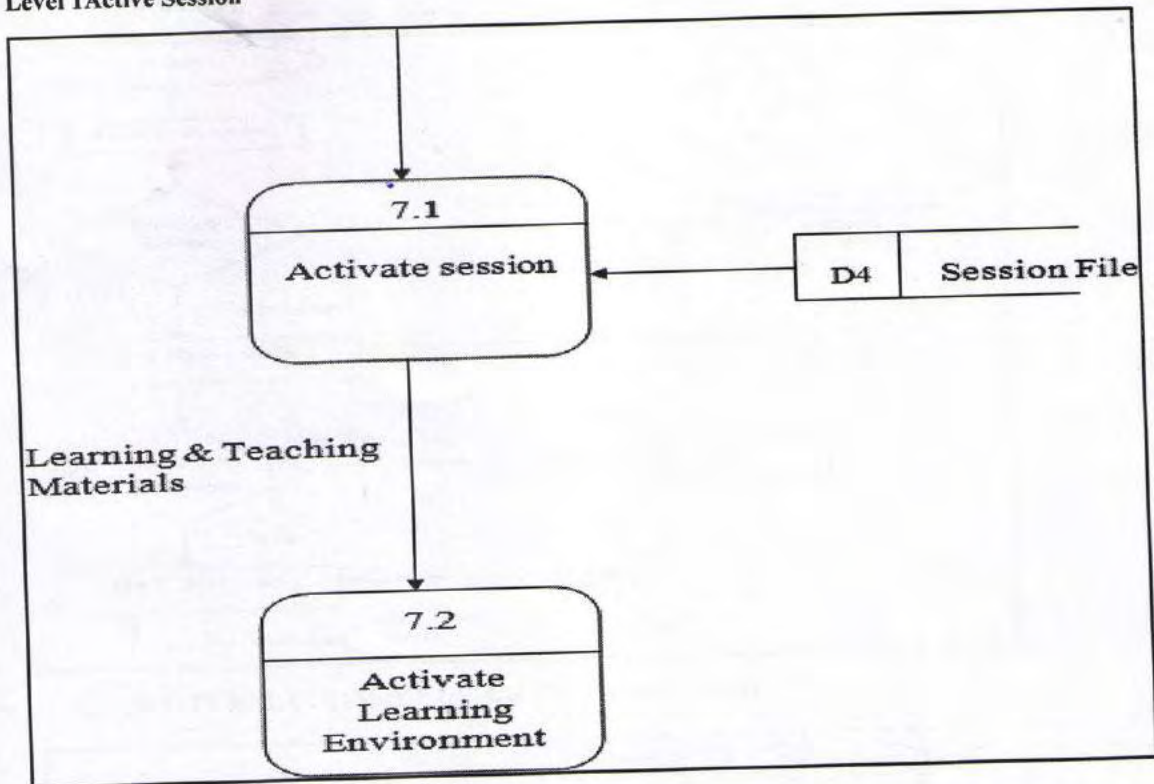 Level 1Active Session
7.1
Activate session
D4
Session File
Learning & Teaching
Materials
7.2
Activate
Learning
Environment